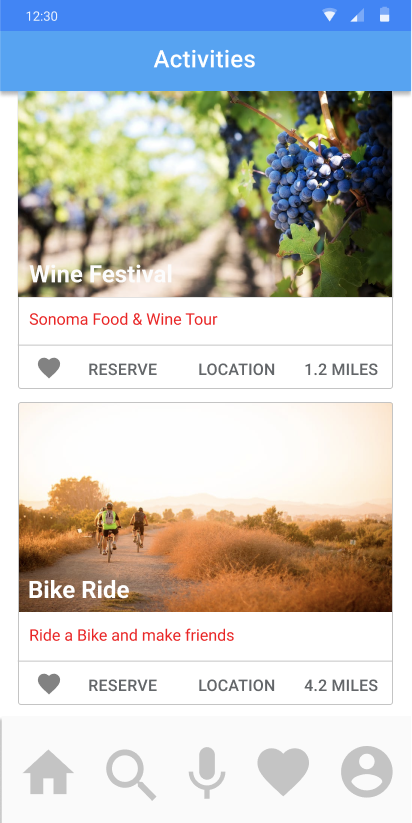 12:30
Activities
Wine Festival
Sonoma Food & Wine Tour
RESERVE LOCATION 1.2 MILES
Bike Ride
Ride a Bike and make friends
RESERVE LOCATION 4.2 MILES